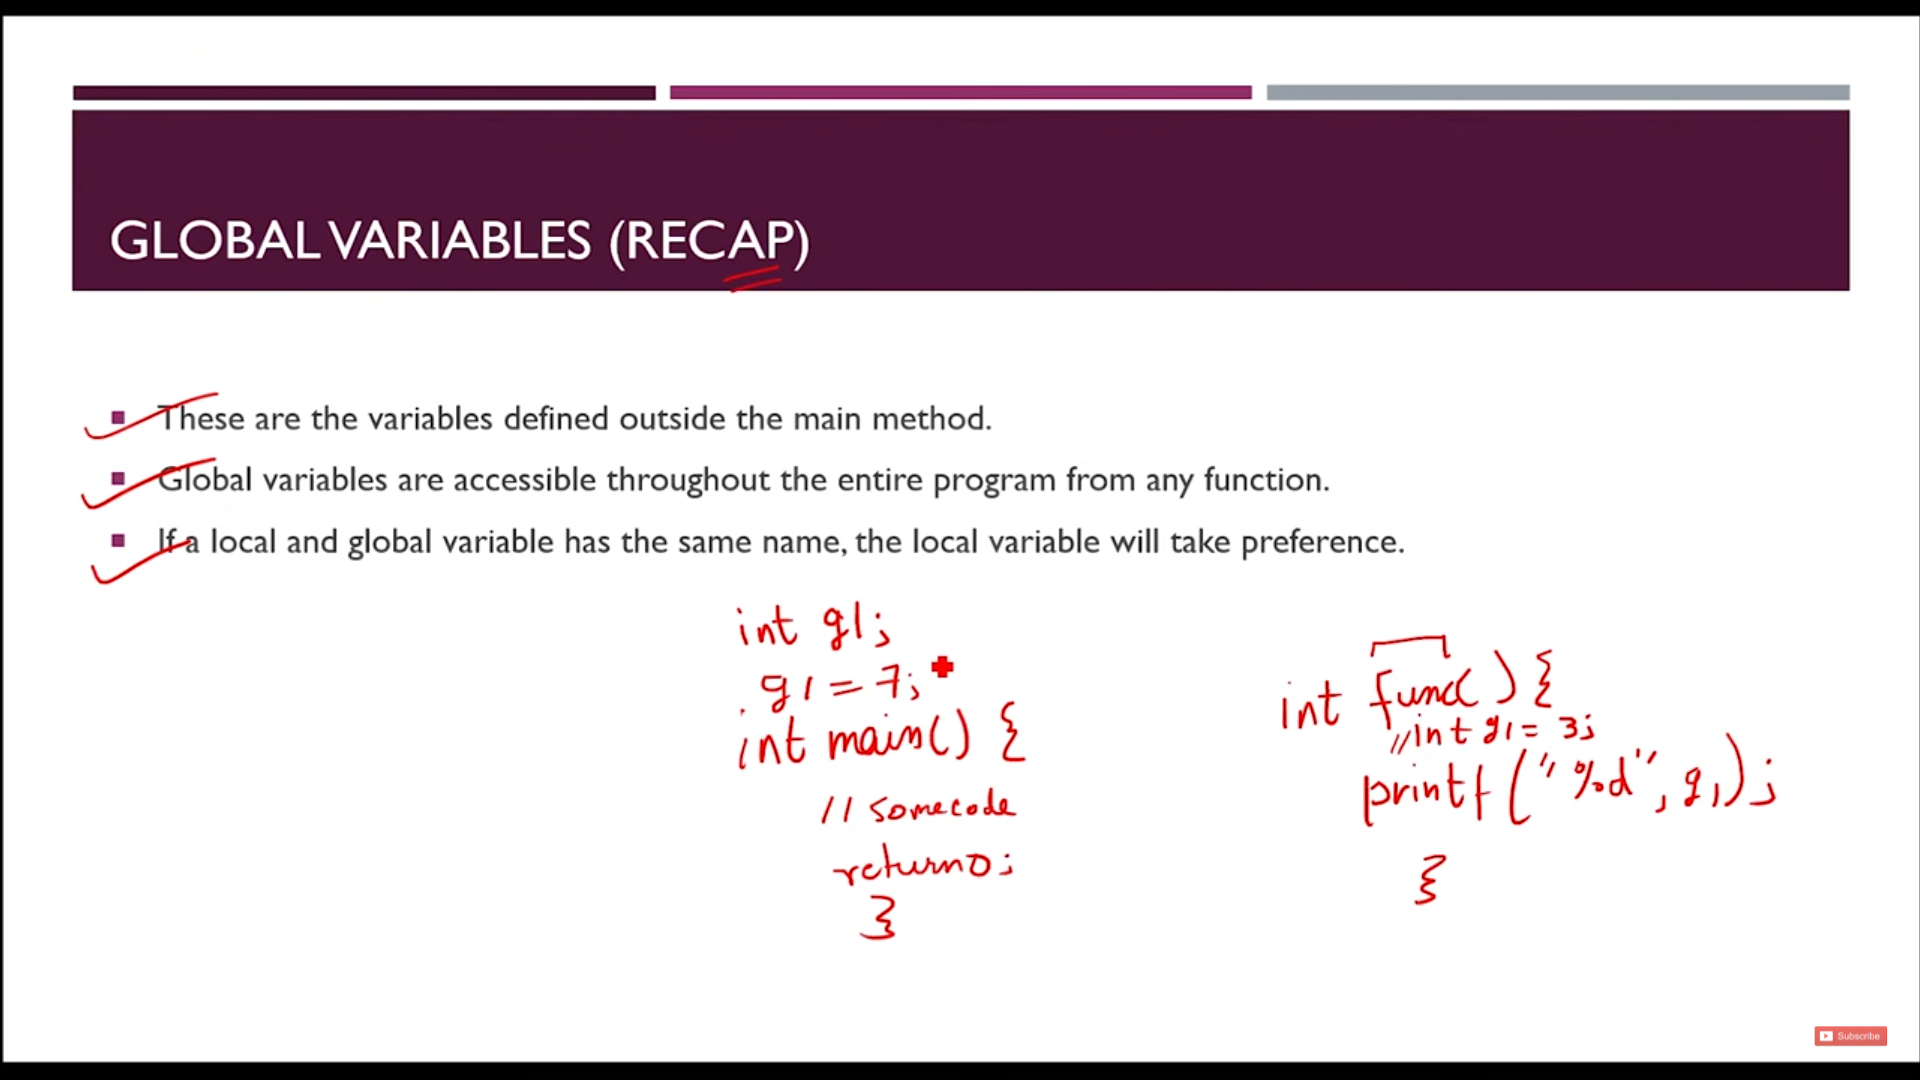 GLOBAL VARIABLES (RECAP)
These are the variables defined outside the main method.
Global variables are accessible throughout the entire program from any function.
If a local and global variable has the same name, the local variable will take preference.
int g1;
g1 = 7;
int main() {
// somecode
return 0;
}
int func( ) {
//int g1 = 3;
printf("%d", g1);
}
Subscribe